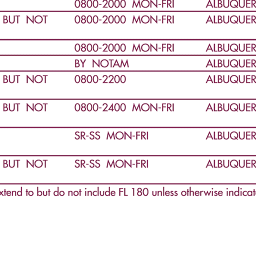 0800-2000 MON-FRI ALBUQUER
BUT NOT 0800-2000 MON-FRI ALBUQUER
0800-2000 MON-FRI ALBUQUER
BY NOTAM ALBUQUER
BUT NOT 0800-2200 ALBUQUER
BUT NOT 0800-2400 MON-FRI ALBUQUER
SR-SS MON-FRI ALBUQUER
BUT NOT SR-SS MON-FRI ALBUQUER
xtend to but do not include FL 180 unless otherwise indicat